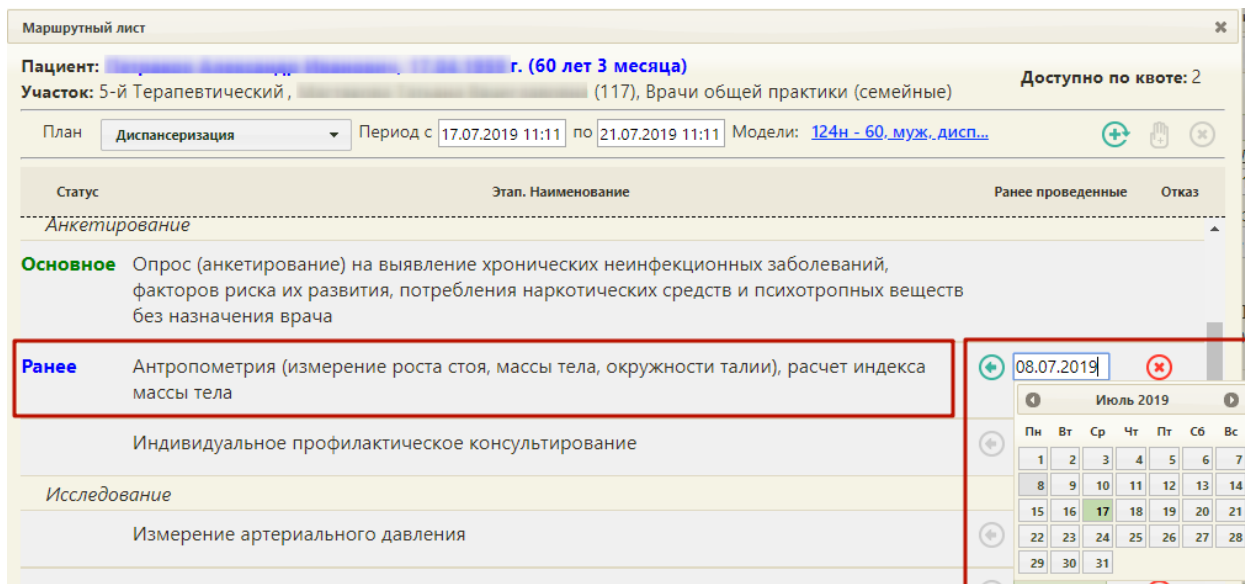 Маршрутный лист
Пациент: г. (60 лет 3 месяца)
Участок: 5-й Терапевтический , (117), Врачи общей практики (семейные)
Доступно по квоте: 2
План Диспансеризация Период с 17.07.2019 11:11 по 21.07.2019 11:11 Модели: 124н - 60, муж, дисп...
Статус Этап. Наименование Ранее проведенные Отказ
Анкетирование
Основное Опрос (анкетирование) на выявление хронических неинфекционных заболеваний,
факторов риска их развития, потребления наркотических средств и психотропных веществ
без назначения врача
Ранее Антропометрия (измерение роста стоя, массы тела, окружности талии), расчет индекса
массы тела
08.07.2019
Июль 2019
Пн Вт Ср Чт Пт Сб Вс
1 2 3 4 5 6 7
8 9 10 11 12 13 14
15 16 17 18 19 20 21
22 23 24 25 26 27 28
29 30 31
Индивидуальное профилактическое консультирование
Исследование
Измерение артериального давления